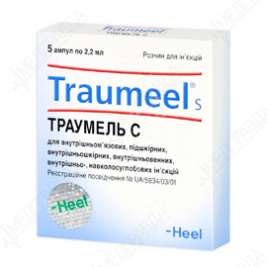 5 ампул по 2,2 мл
Розчин для ін'єкцій
Traumeel® S
ТРАУМЕЛЬ С
для внутрішньом'язових, підшкірних,
внутрішньошкірних, внутрішньовенних,
внутрішньо-, навколосуглобових ін'єкцій
Реєстраційне посвідчення № UA/5934/03/01
-Heel
-Heel